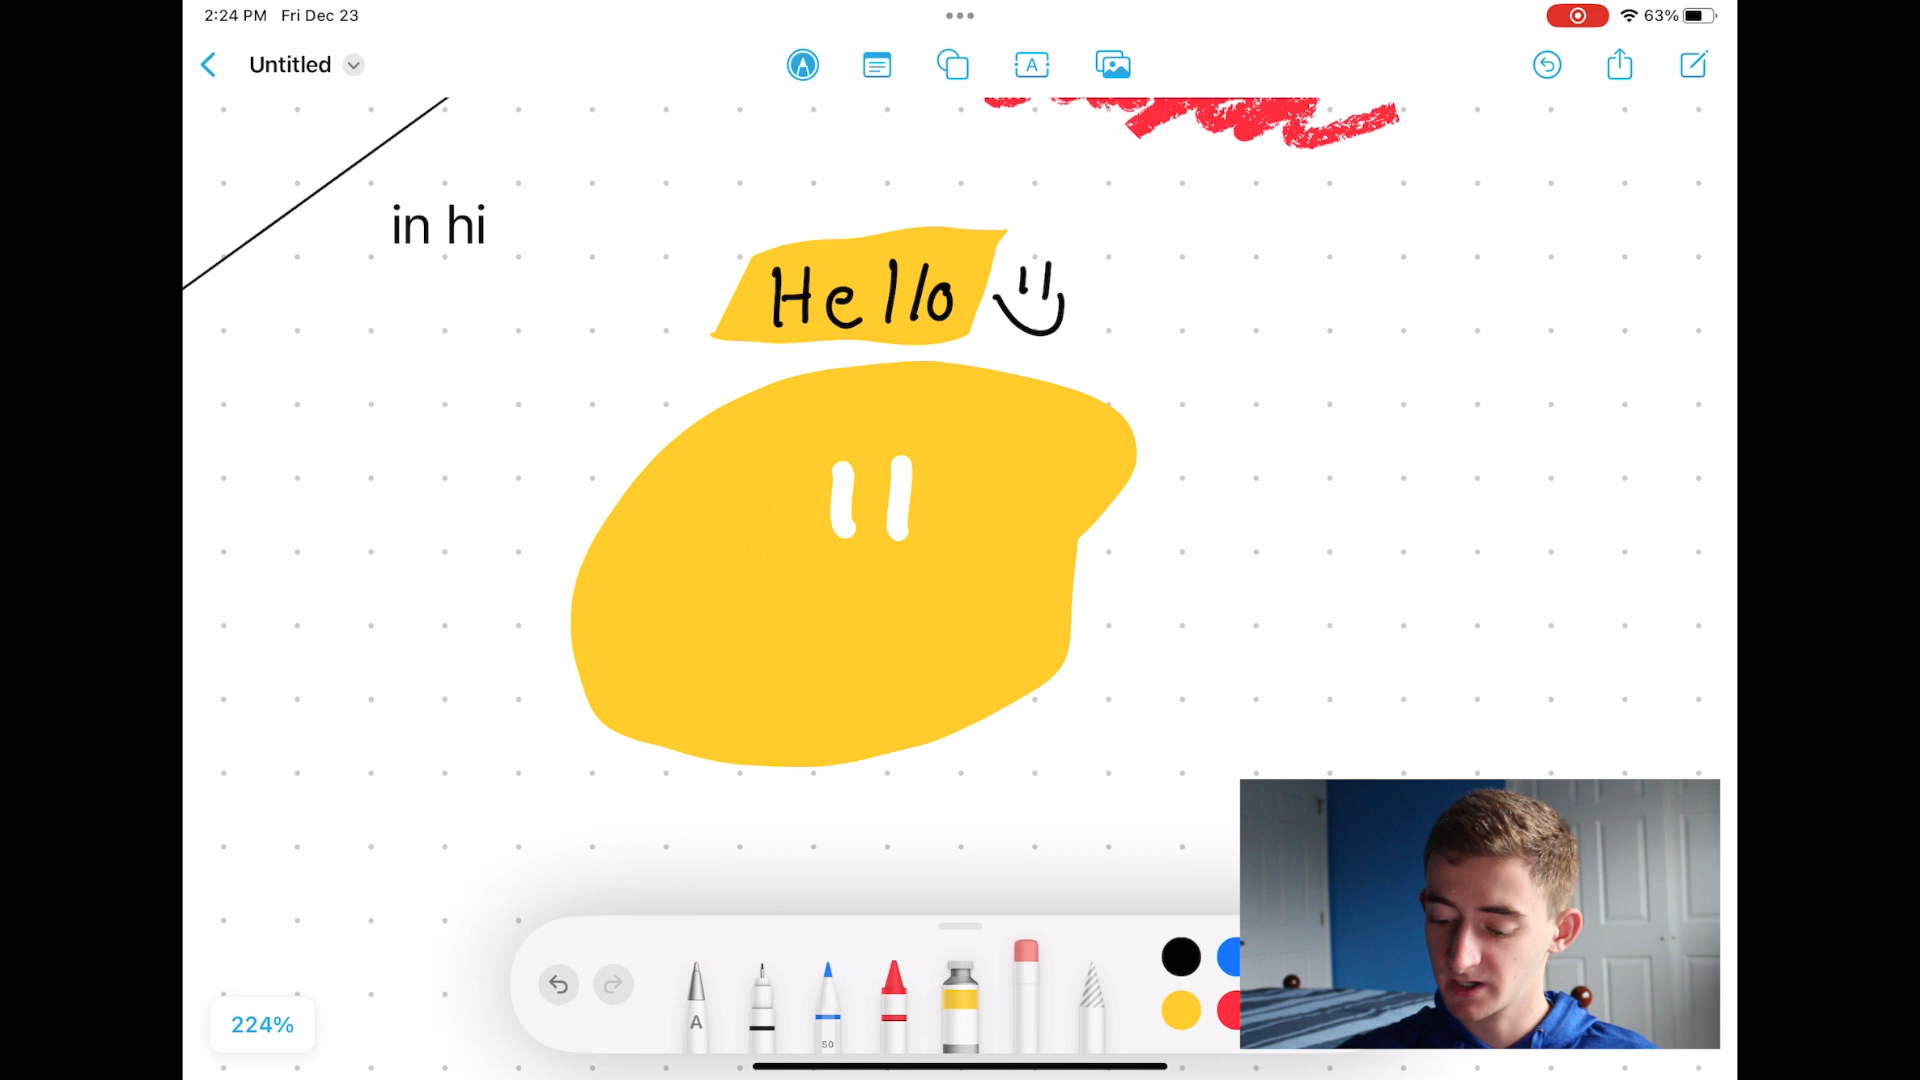 2:24 PM Fri Dec 23
63%
Untitled
A
in hi
Hello
A
50
224%